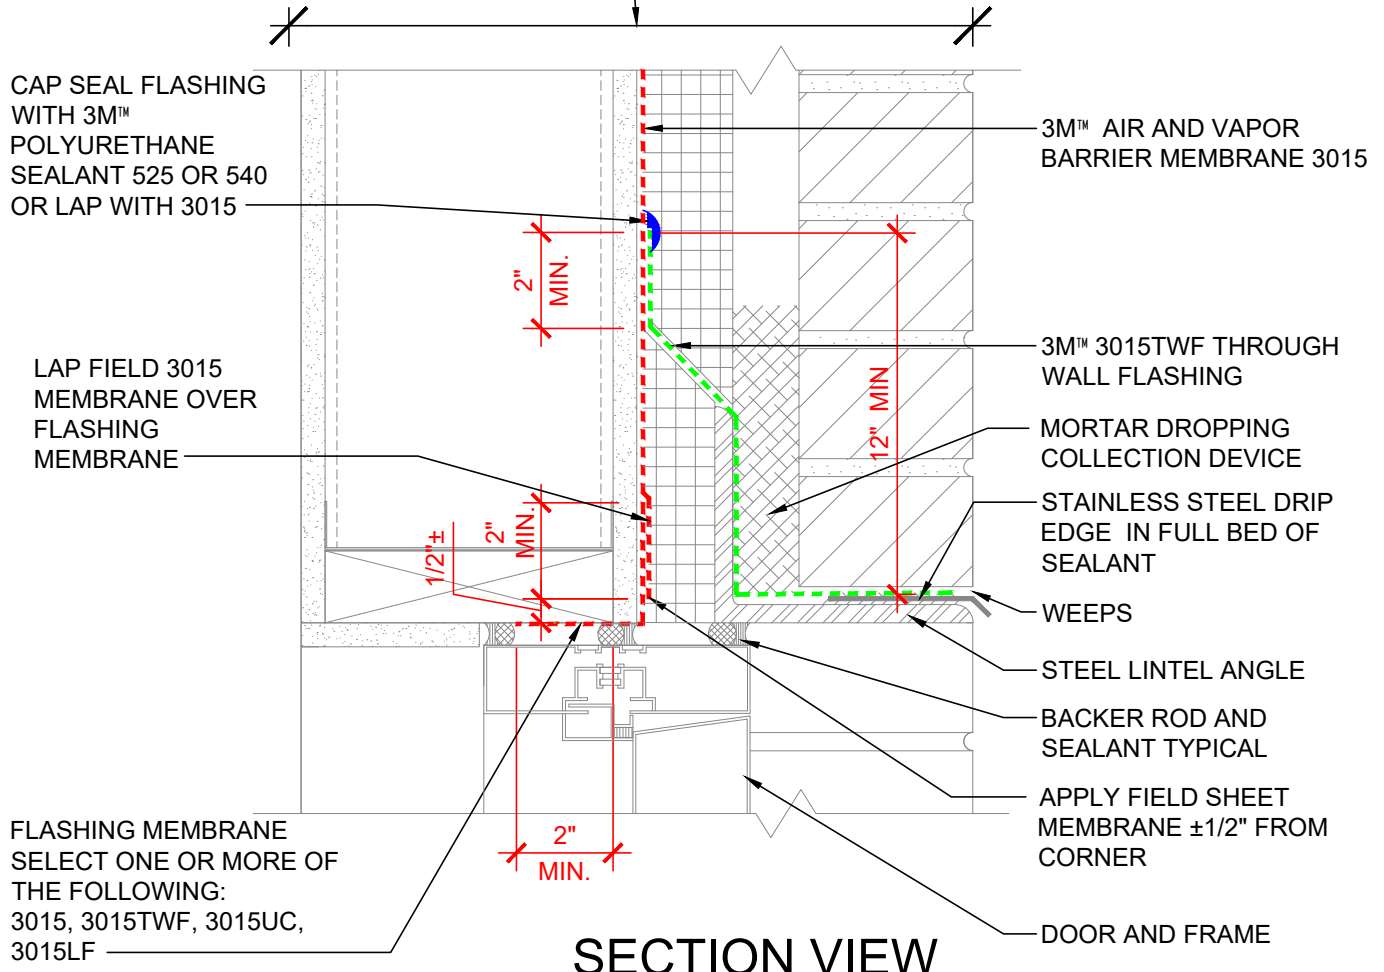 CAP SEAL FLASHING
WITH 3M™
POLYURETHANE
SEALANT 525 OR 540
OR LAP WITH 3015
LAP FIELD 3015
MEMBRANE OVER
FLASHING
MEMBRANE
FLASHING MEMBRANE
SELECT ONE OR MORE OF
THE FOLLOWING:
3015, 3015TWF, 3015UC,
3015LF
2"
MIN.
2"
MIN.
1/2"±
2"
MIN.
12" MIN
3M™ AIR AND VAPOR
BARRIER MEMBRANE 3015
3M™ 3015TWF THROUGH
WALL FLASHING
MORTAR DROPPING
COLLECTION DEVICE
STAINLESS STEEL DRIP
EDGE IN FULL BED OF
SEALANT
WEEPS
STEEL LINTEL ANGLE
BACKER ROD AND
SEALANT TYPICAL
APPLY FIELD SHEET
MEMBRANE ±1/2" FROM
CORNER
DOOR AND FRAME
SECTION VIEW